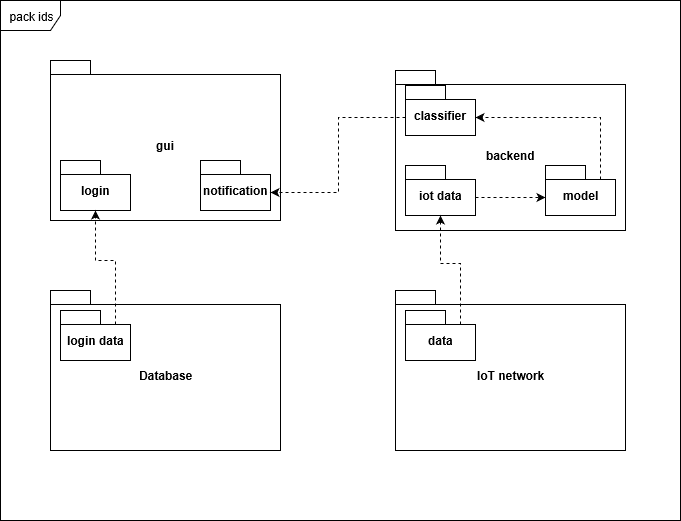 pack ids
gui
login
notification
classifier
backend
iot data
model
login data
Database
data
IoT network